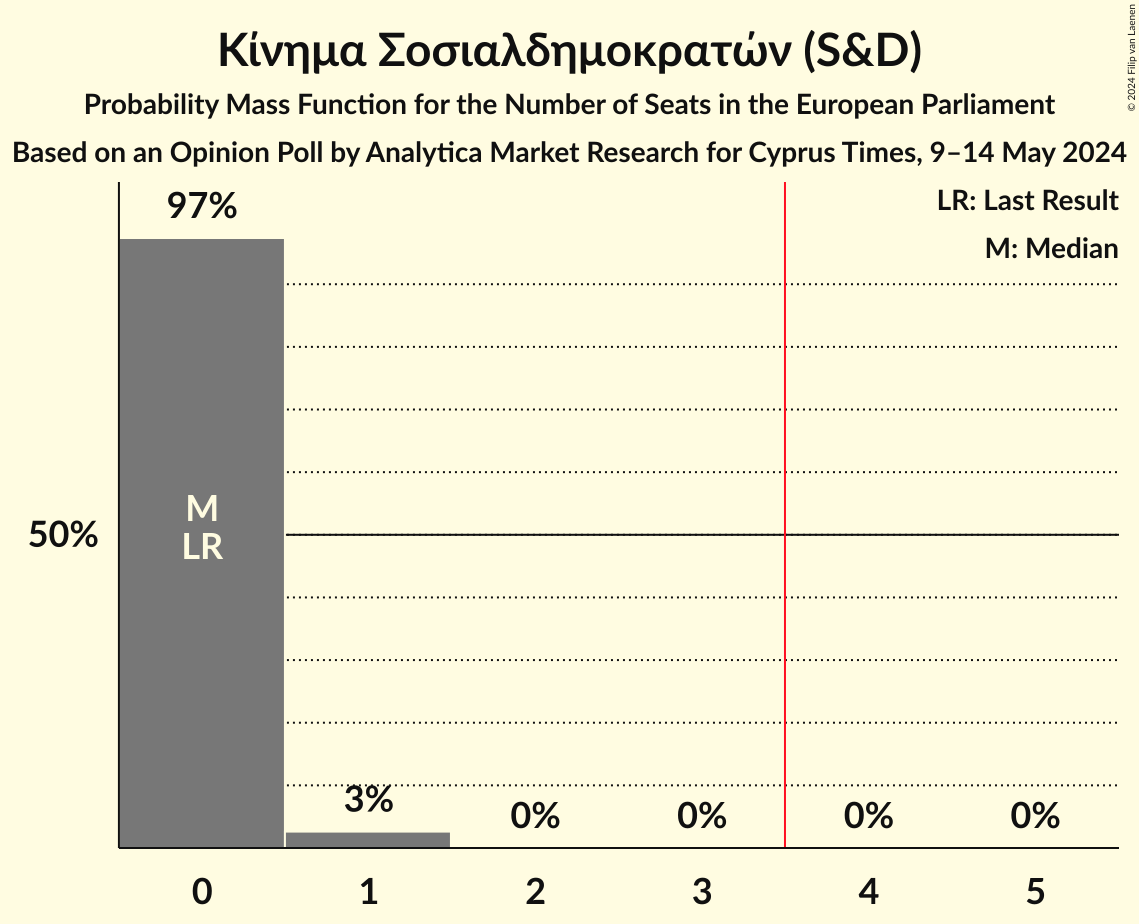 Κίνημα Σοσιαλδημοκρατών (S&D)
Probability Mass Function for the Number of Seats in the European Parliament
Based on an Opinion Poll by Analytica Market Research for Cyprus Times, 9–14 May 2024
© 2024 Filip van Laenen
LR: Last Result
M: Median
97%
M
LR
50%
3%
0%
0%
0%
0%
0
1
2
3
4
5